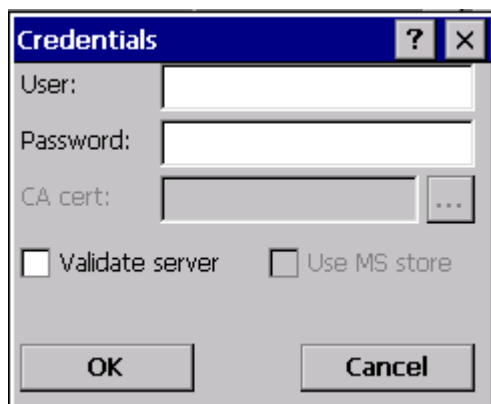 Credentials ? ×
User:
Password:
CA cert: ...
Validate server Use MS store
OK Cancel